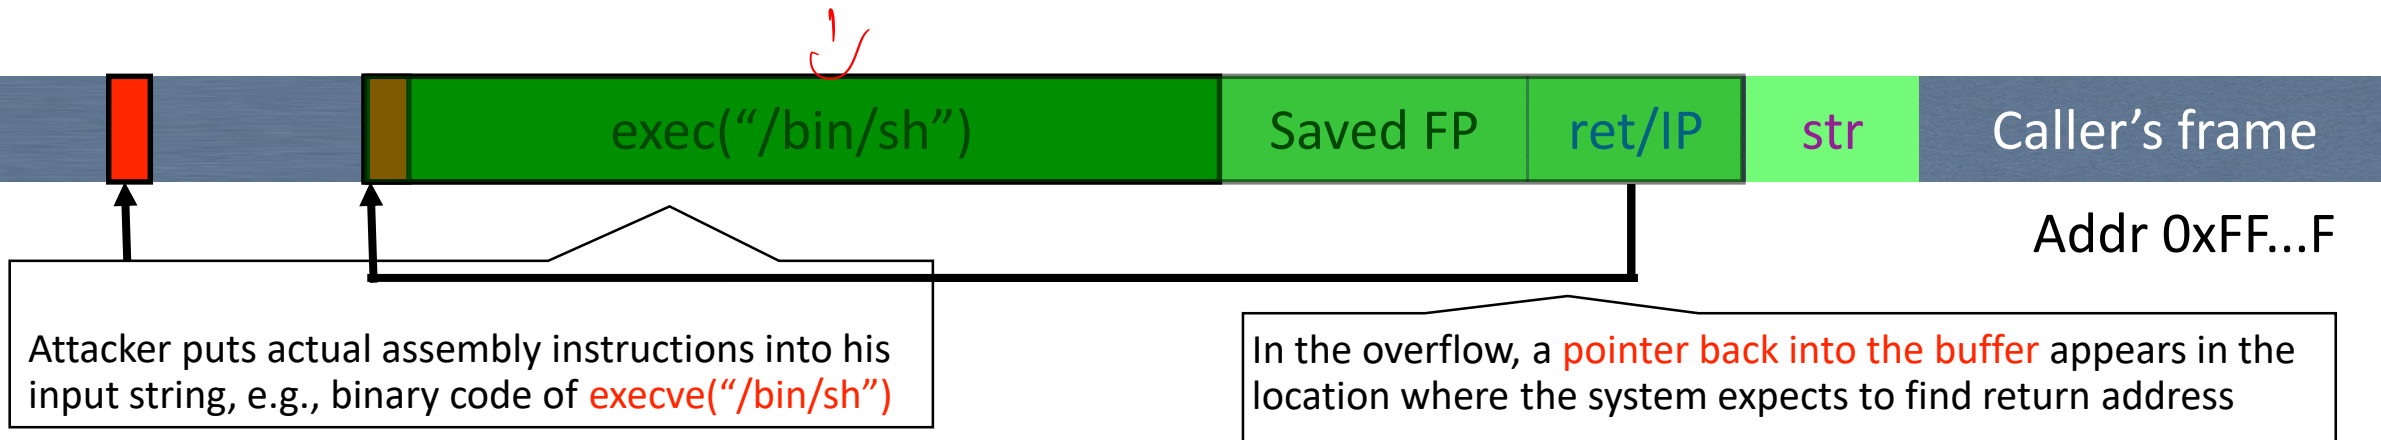 exec(“/bin/sh”) Saved FP ret/IP str Caller’s frame
Addr 0xFF...F
Attacker puts actual assembly instructions into his
input string, e.g., binary code of execve(“/bin/sh”)
In the overflow, a pointer back into the buffer appears in the
location where the system expects to find return address